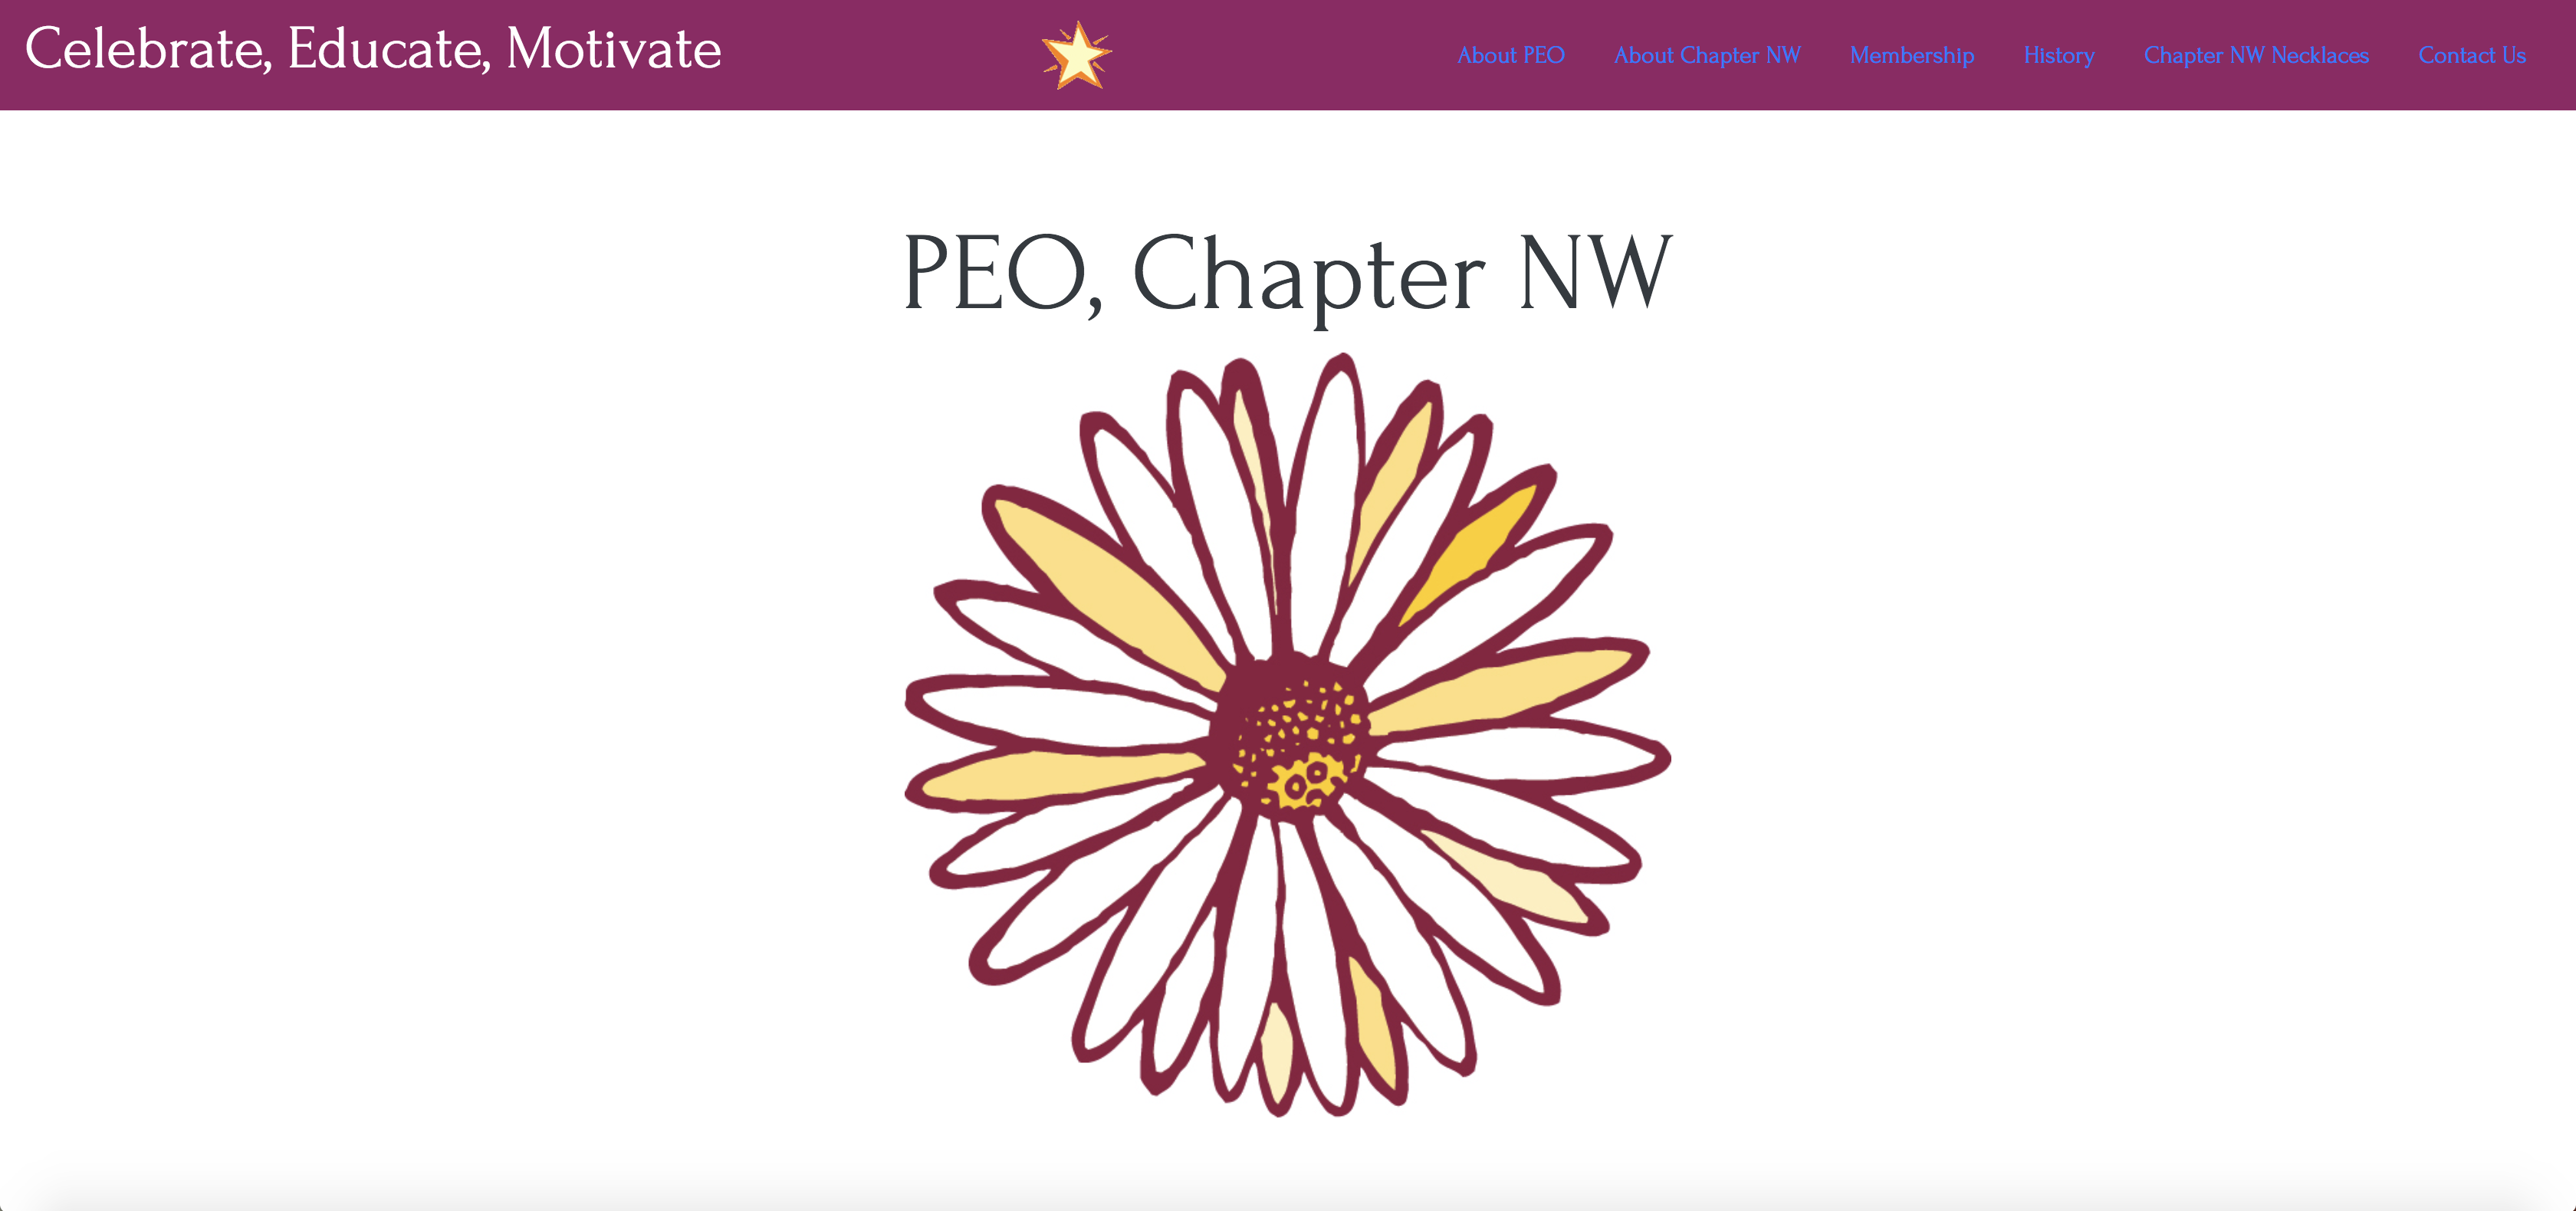 Celebrate, Educate, Motivate
About PEO
About Chapter NW
Membership
History
Chapter NW Necklaces
Contact Us
PEO, Chapter NW